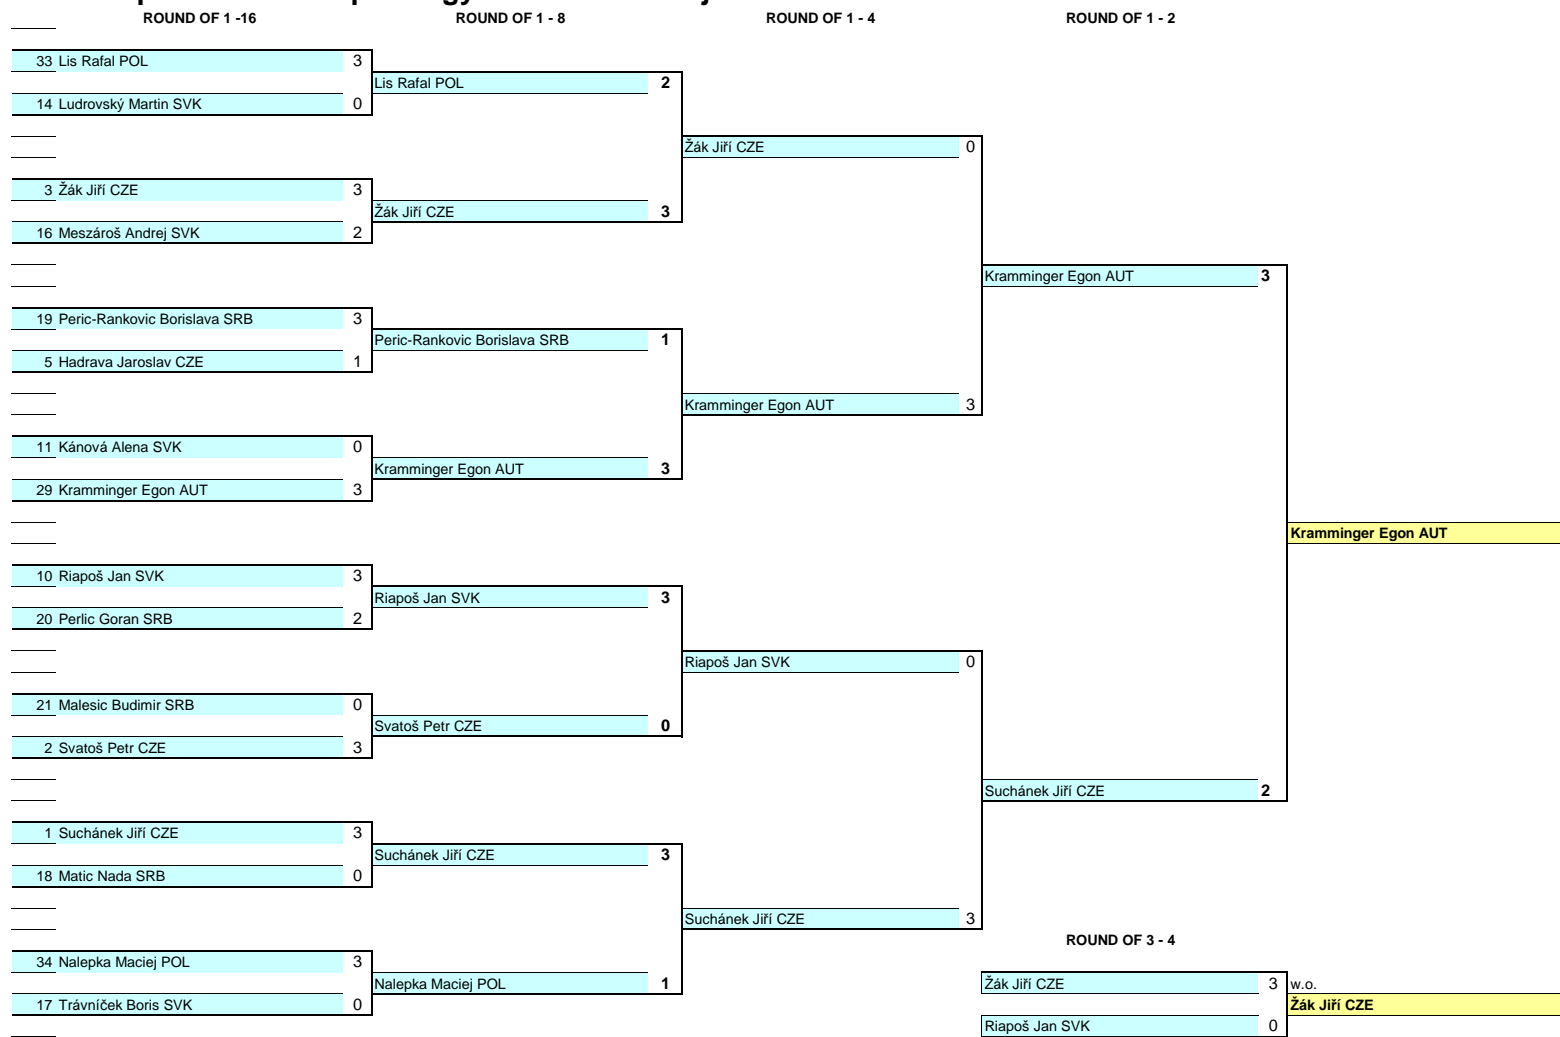 ROUND OF 1 -16 ROUND OF 1 - 8 ROUND OF 1 - 4 ROUND OF 1 - 2
33 Lis Rafal POL 3
Lis Rafal POL 2
14 Ludrovský Martin SVK 0
Žák Jiří CZE 0
3 Žák Jiří CZE 3
Žák Jiří CZE 3
16 Meszároš Andrej SVK 2
Kramminger Egon AUT 3
19 Peric-Rankovic Borislava SRB 3
Peric-Rankovic Borislava SRB 1
5 Hadrava Jaroslav CZE 1
Kramminger Egon AUT 3
11 Kánová Alena SVK 0
Kramminger Egon AUT 3
29 Kramminger Egon AUT 3
Kramminger Egon AUT
10 Riapoš Jan SVK 3
Riapoš Jan SVK 3
20 Perlic Goran SRB 2
Riapoš Jan SVK 0
21 Malesic Budimir SRB 0
Svatoš Petr CZE 0
2 Svatoš Petr CZE 3
Suchánek Jiří CZE 2
1 Suchánek Jiří CZE 3
Suchánek Jiří CZE 3
18 Matic Nada SRB 0
Suchánek Jiří CZE 3
ROUND OF 3 - 4
34 Nalepka Maciej POL 3
Nalepka Maciej POL 1 Žák Jiří CZE 3 w.o.
17 Trávníček Boris SVK 0 Žák Jiří CZE
Riapoš Jan SVK 0